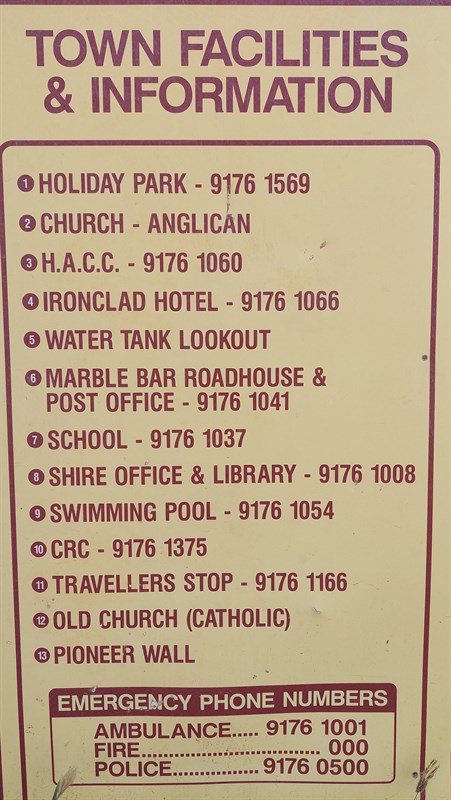 TOWN FACILITIES
& INFORMATION
1 HOLIDAY PARK - 9176 1569
2 CHURCH - ANGLICAN
3 H.A.C.C. - 9176 1060
4 IRONCLAD HOTEL - 9176 1066
5 WATER TANK LOOKOUT
6 MARBLE BAR ROADHOUSE &
POST OFFICE - 9176 1041
7 SCHOOL - 9176 1037
8 SHIRE OFFICE & LIBRARY - 9176 1008
9 SWIMMING POOL - 9176 1054
10 CRC - 9176 1375
11 TRAVELLERS STOP - 9176 1166
12 OLD CHURCH (CATHOLIC)
13 PIONEER WALL
EMERGENCY PHONE NUMBERS
AMBULANCE..... 9176 1001
FIRE................................ 000
POLICE............... 9176 0500